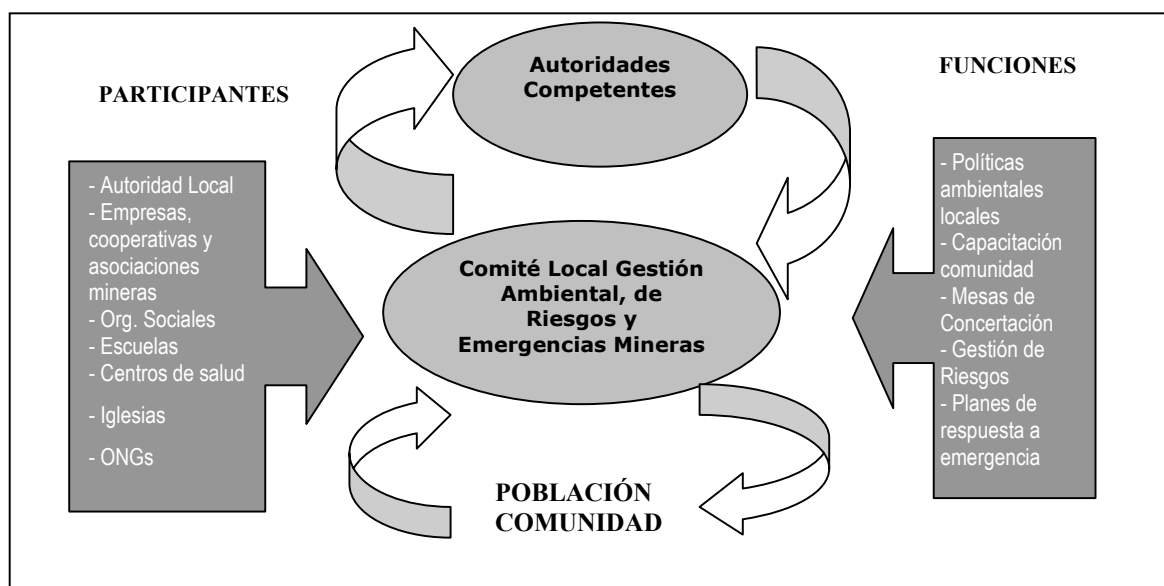 PARTICIPANTES
- Autoridad Local
- Empresas,
cooperativas y
asociaciones
mineras
- Org. Sociales
- Escuelas
- Centros de salud
- Iglesias
- ONGs
Autoridades
Competentes
Comité Local Gestión
Ambiental, de
Riesgos y
Emergencias Mineras
POBLACIÓN
COMUNIDAD
FUNCIONES
- Políticas
ambientales
locales
- Capacitación
comunidad
- Mesas de
Concertación
- Gestión de
Riesgos
- Planes de
respuesta a
emergencia